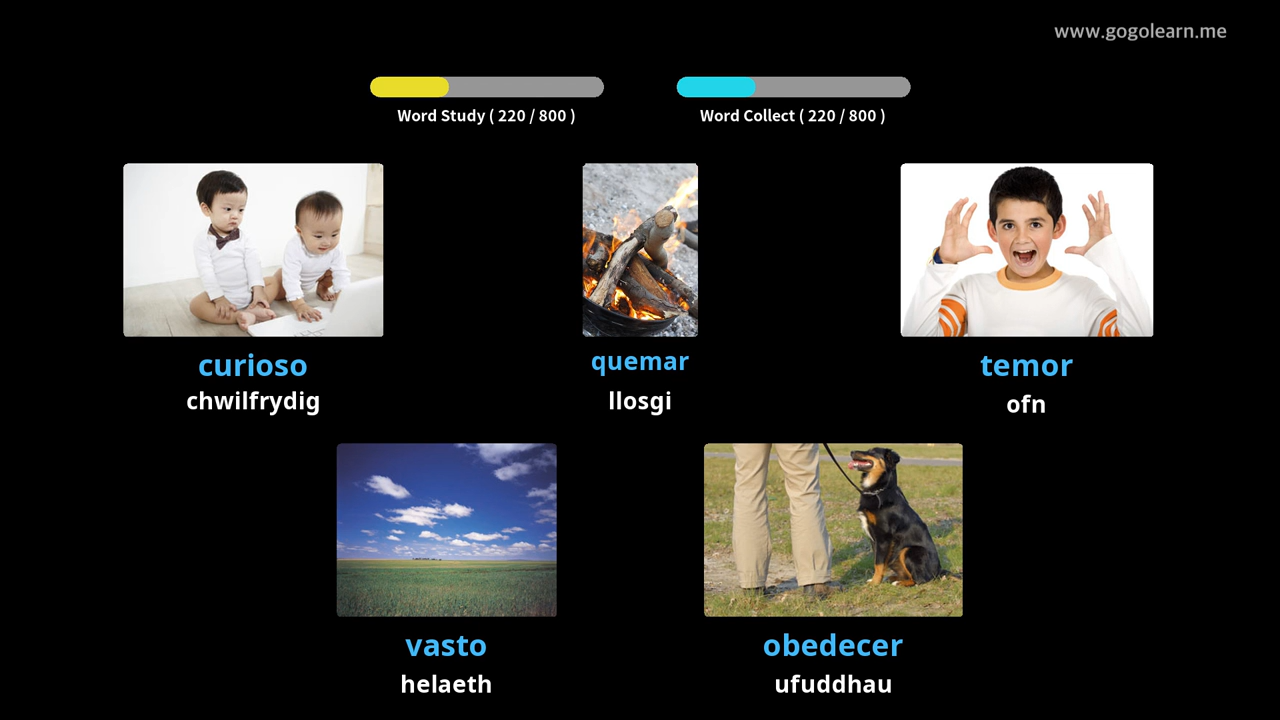 www.gogolearn.me
Word Study ( 220 / 800 )
Word Collect ( 220 / 800 )
curioso
chwilfrydig
quemar
llosgi
temor
ofn
vasto
helaeth
obedecer
ufuddhau